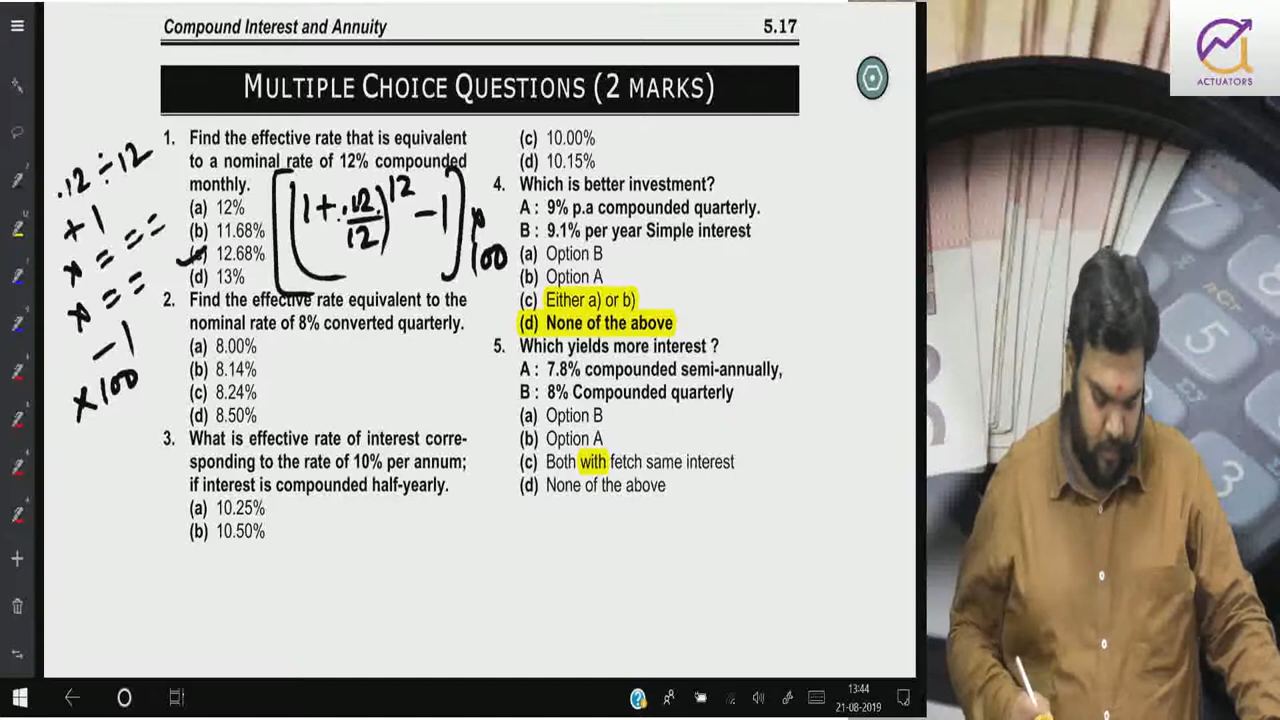 Compound Interest and Annuity
5.17
ACTUATORS
MULTIPLE CHOICE QUESTIONS (2 MARKS)
1. Find the effective rate that is equivalent
to a nominal rate of 12% compounded
monthly.
(a) 12%
(b) 11.68%
12.68%
(d) 13%
2. Find the effective rate equivalent to the
nominal rate of 8% converted quarterly.
(a) 8.00%
(b) 8.14%
(c) 8.24%
(d) 8.50%
3. What is effective rate of interest corre-
sponding to the rate of 10% per annum;
if interest is compounded half-yearly.
(a) 10.25%
(b) 10.50%
(c) 10.00%
(d) 10.15%
4. Which is better investment?
A : 9% p.a compounded quarterly.
B : 9.1% per year Simple interest
(a) Option B
(b) Option A
(c) Either a) or b)
(d) None of the above
5. Which yields more interest ?
A : 7.8% compounded semi-annually,
B : 8% Compounded quarterly
(a) Option B
(b) Option A
(c) Both with fetch same interest
(d) None of the above
.12 ÷ 12
+ 1
× = = =
× = =
- 1
× 100
[(1 + .12/12)^12 - 1] × 100
5
3
13:44
21-08-2019